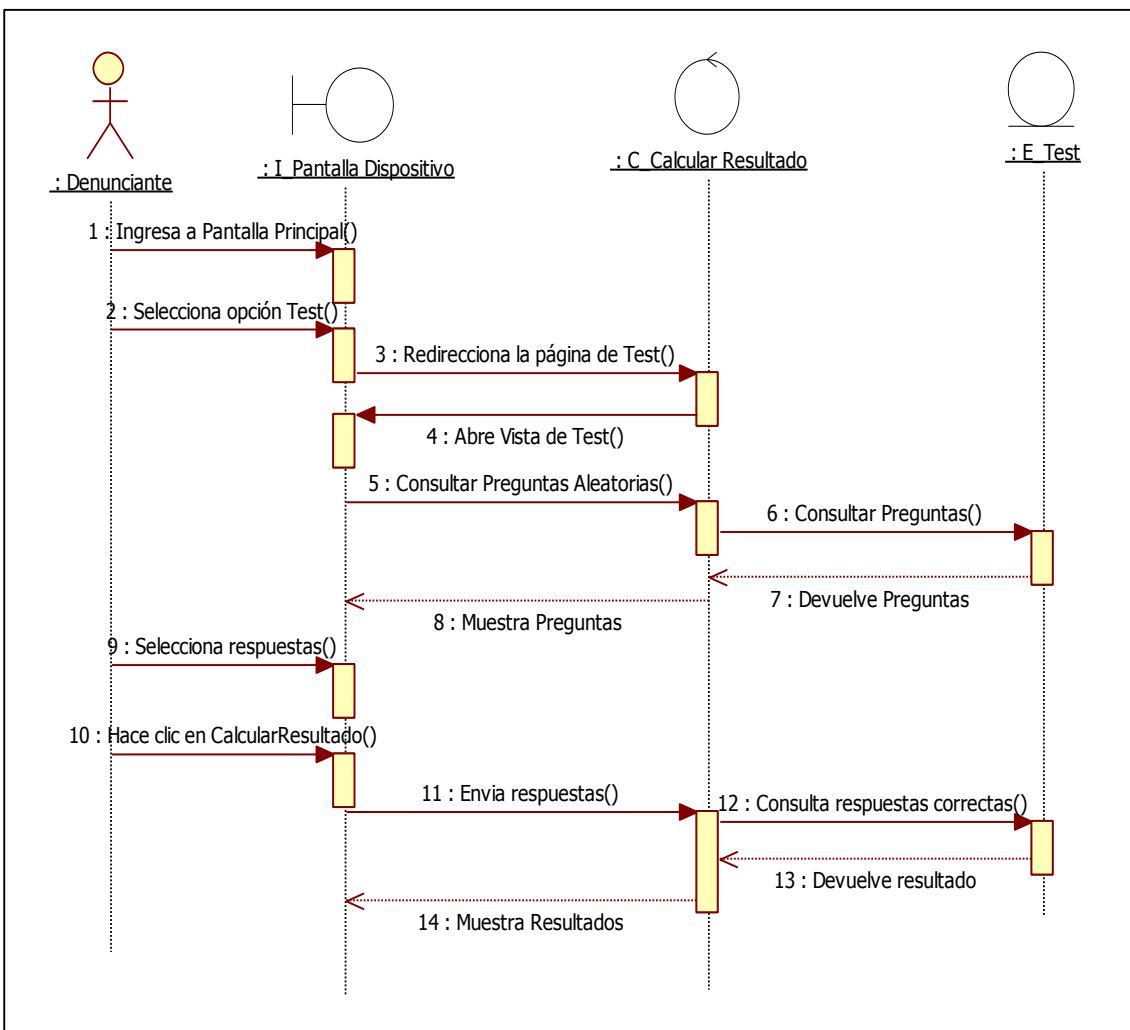 : Denunciante
: I_Pantalla Dispositivo
: C_Calcular Resultado
: E_Test
1 : Ingresa a Pantalla Principal()
2 : Selecciona opción Test()
3 : Redirecciona la página de Test()
4 : Abre Vista de Test()
5 : Consultar Preguntas Aleatorias()
6 : Consultar Preguntas()
7 : Devuelve Preguntas
8 : Muestra Preguntas
9 : Selecciona respuestas()
10 : Hace clic en CalcularResultado()
11 : Envia respuestas()
12 : Consulta respuestas correctas()
13 : Devuelve resultado
14 : Muestra Resultados